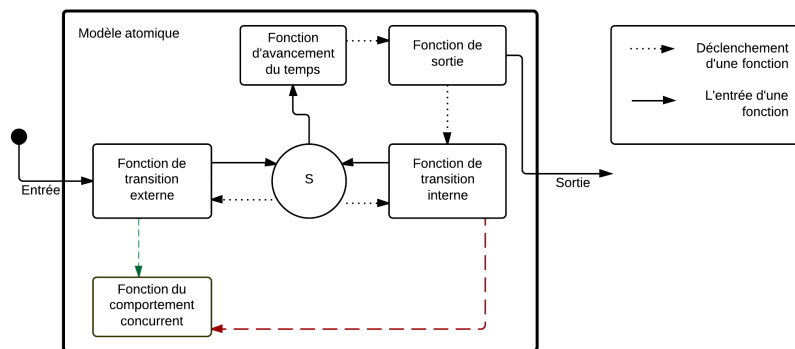 Modèle atomique
Fonction
d'avancement
du temps
Fonction de
sortie
Déclenchement
d'une fonction
L'entrée d'une
fonction
Entrée
Fonction de
transition
externe
S
Fonction de
transition
interne
Sortie
Fonction du
comportement
concurrent